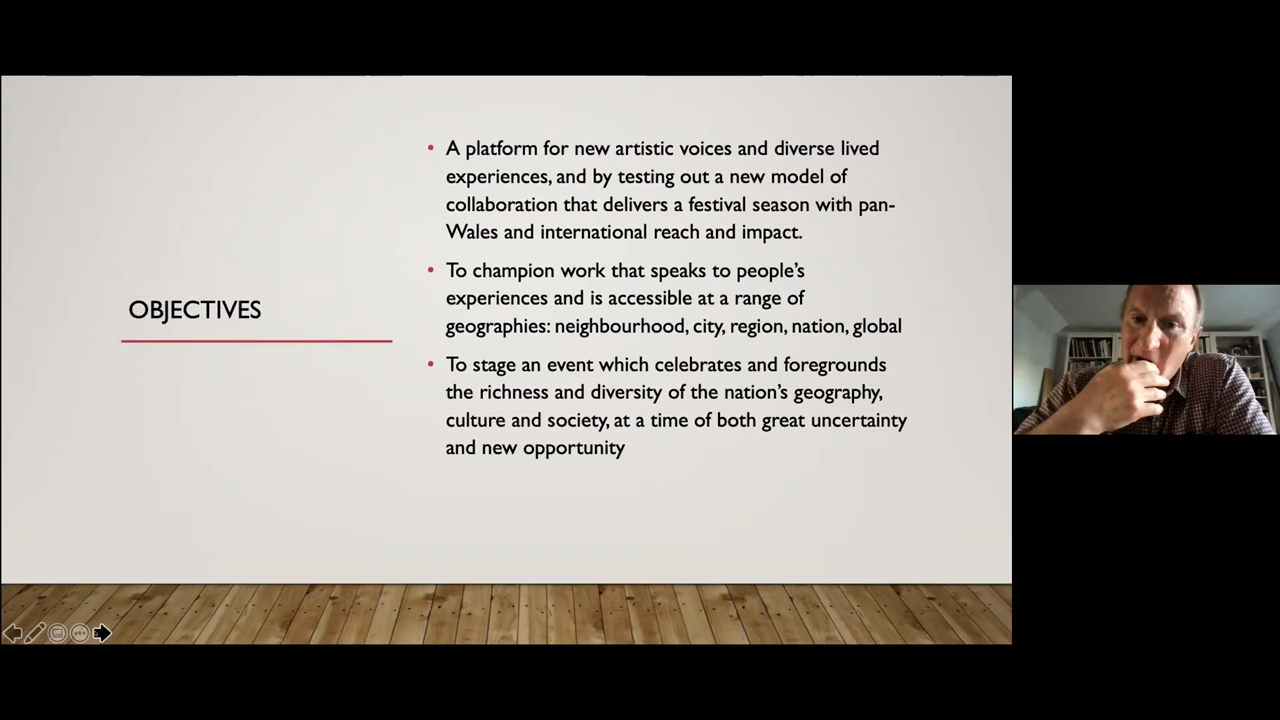 OBJECTIVES
• A platform for new artistic voices and diverse lived
experiences, and by testing out a new model of
collaboration that delivers a festival season with pan-
Wales and international reach and impact.
• To champion work that speaks to people’s
experiences and is accessible at a range of
geographies: neighbourhood, city, region, nation, global
• To stage an event which celebrates and foregrounds
the richness and diversity of the nation’s geography,
culture and society, at a time of both great uncertainty
and new opportunity